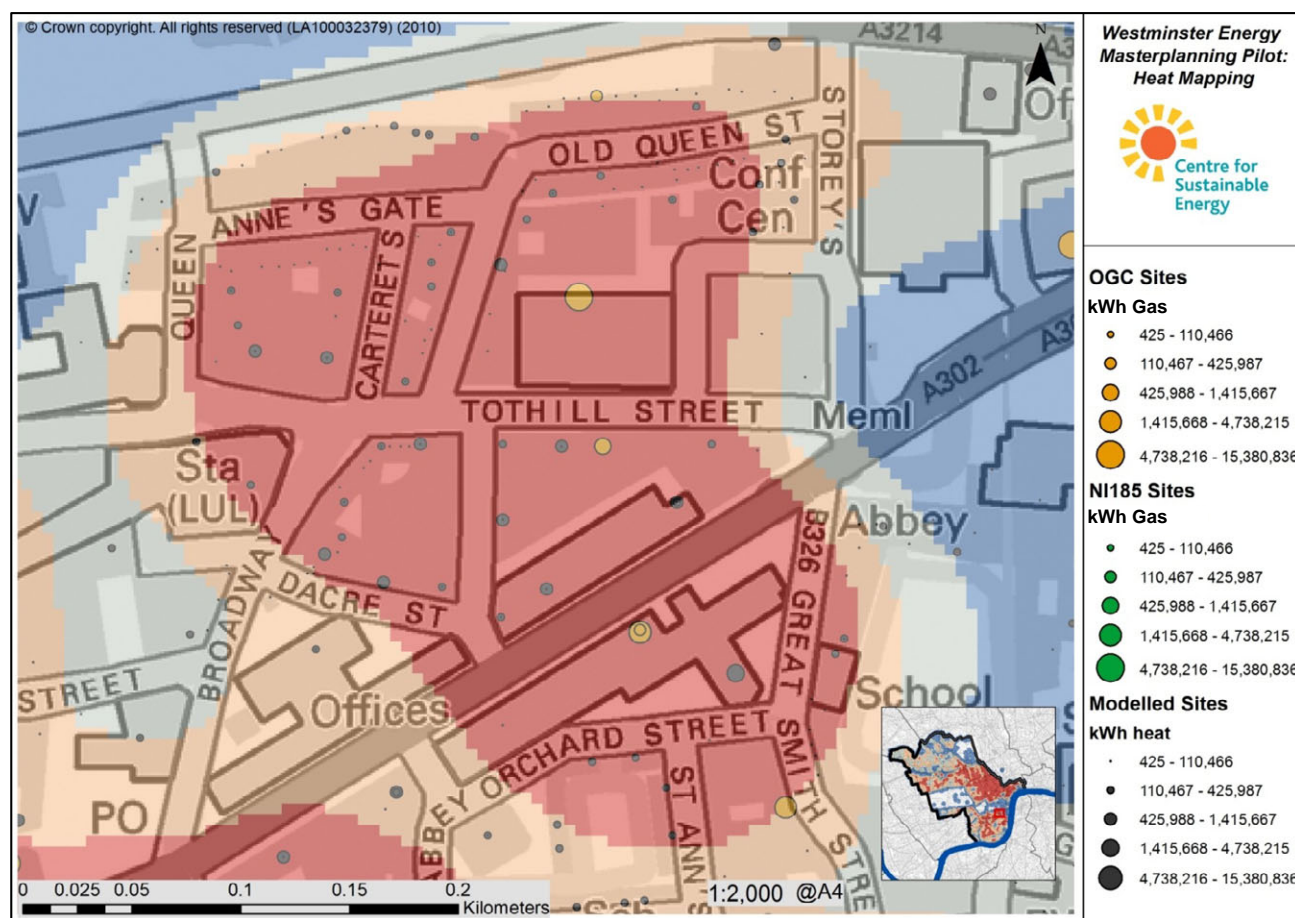 © Crown copyright. All rights reserved (LA100032379) (2010)
A3214
N
Westminster Energy
Masterplanning Pilot:
Heat Mapping
Centre for
Sustainable
Energy
OLD QUEEN ST
STOREY'S
Conf
Cen
ANNE'S GATE
QUEEN
CARTERET S
A302
TOTHILL STREET
Meml
Sta
(LUL)
Abbey
BROADWAY
DACRE ST
B326 GREAT SMITH STRE
STREET
Offices
School
ABBEY ORCHARD STREET
ST ANN'S
PO
OGC Sites
kWh Gas
425 - 110,466
110,467 - 425,987
425,988 - 1,415,667
1,415,668 - 4,738,215
4,738,216 - 15,380,836
NI185 Sites
kWh Gas
425 - 110,466
110,467 - 425,987
425,988 - 1,415,667
1,415,668 - 4,738,215
4,738,216 - 15,380,836
Modelled Sites
kWh heat
425 - 110,466
110,467 - 425,987
425,988 - 1,415,667
1,415,668 - 4,738,215
4,738,216 - 15,380,836
0 0.025 0.05 0.1 0.15 0.2
Kilometers
1:2,000 @A4